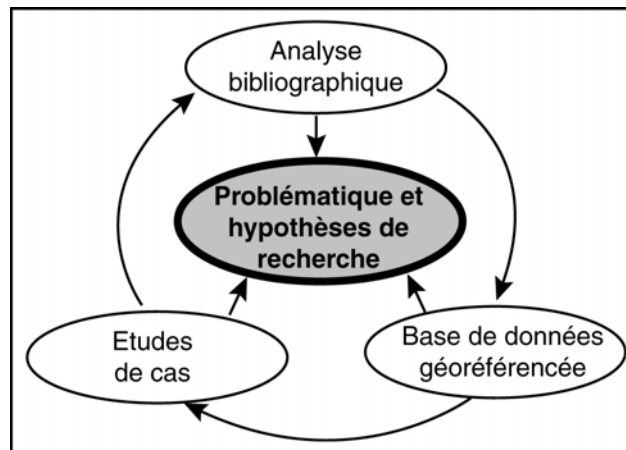 Analyse
bibliographique
Problématique et
hypothèses de
recherche
Etudes
de cas
Base de données
géoréférencée